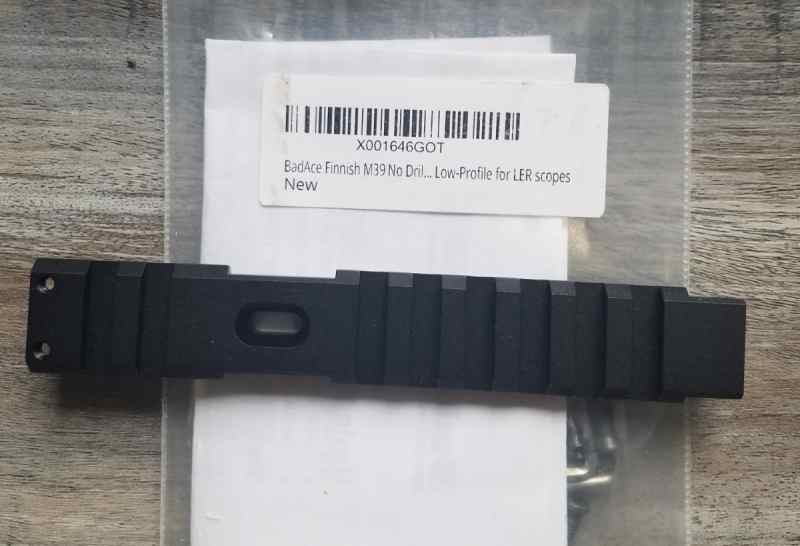 X001646GOT
BadAce Finnish M39 No Dril... Low-Profile for LER scopes
New